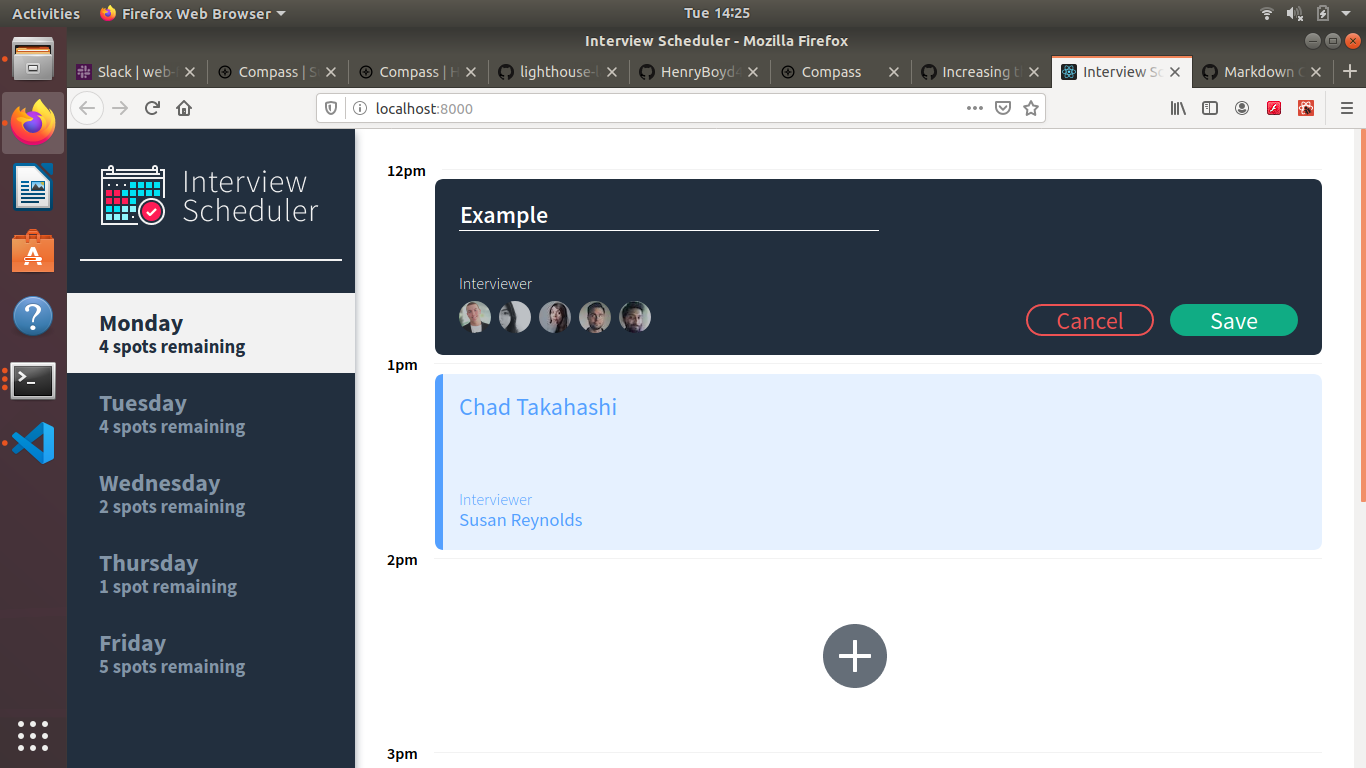 Activities
Firefox Web Browser
Tue 14:25
Interview Scheduler - Mozilla Firefox
Slack | web-
Compass | S
Compass | H
lighthouse-l
HenryBoyd
Compass
Increasing t
Interview Sc
Markdown
localhost:8000
Interview
Scheduler
Monday
4 spots remaining
Tuesday
4 spots remaining
Wednesday
2 spots remaining
Thursday
1 spot remaining
Friday
5 spots remaining
12pm
Example
Interviewer
Cancel
Save
1pm
Chad Takahashi
Interviewer
Susan Reynolds
2pm
3pm